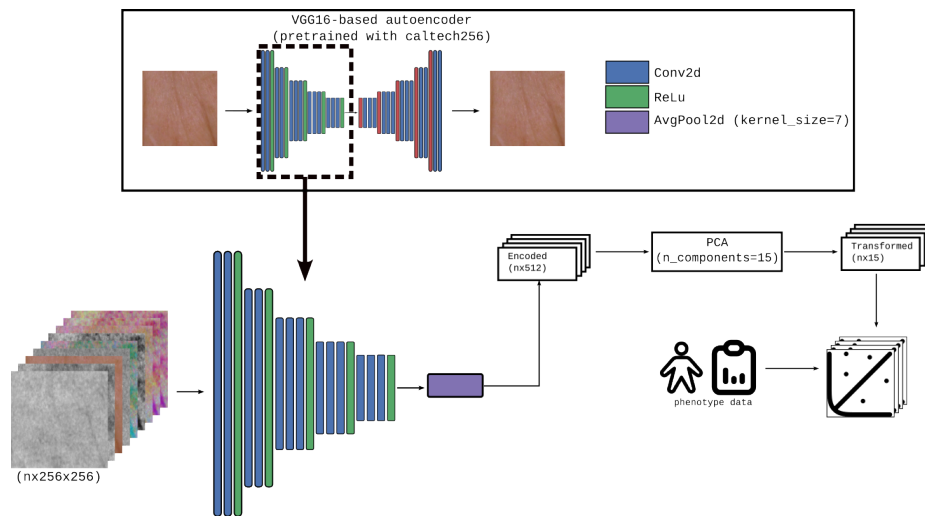 VGG16-based autoencoder
(pretrained with caltech256)
Conv2d
ReLu
AvgPool2d (kernel_size=7)
Encoded
(nx512)
PCA
(n_components=15)
Transformed
(nx15)
phenotype data
(nx256x256)